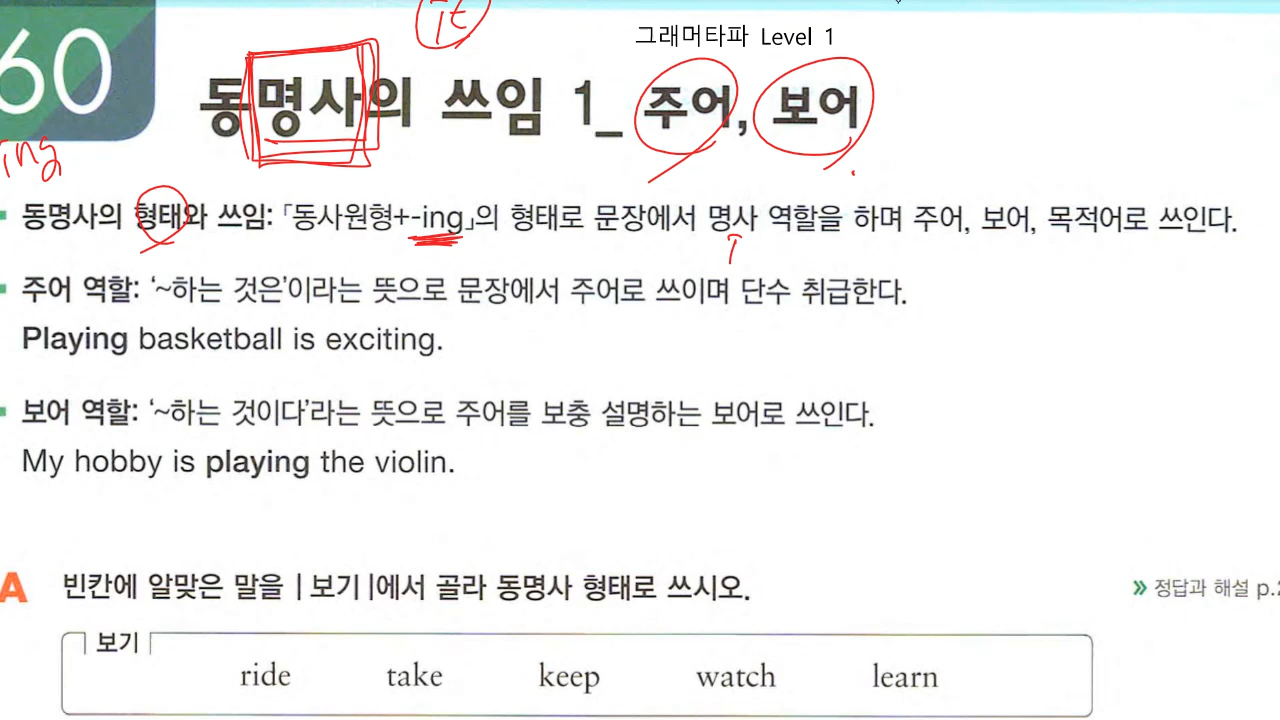 it
그래머타파 Level 1
60
동명사의 쓰임 1_ 주어, 보어
ing
동명사의 형태와 쓰임: 「동사원형+-ing」의 형태로 문장에서 명사 역할을 하며 주어, 보어, 목적어로 쓰인다.
주어 역할: ‘~하는 것은’이라는 뜻으로 문장에서 주어로 쓰이며 단수 취급한다.
Playing basketball is exciting.
보어 역할: ‘~하는 것이다’라는 뜻으로 주어를 보충 설명하는 보어로 쓰인다.
My hobby is playing the violin.
A 빈칸에 알맞은 말을 |보기|에서 골라 동명사 형태로 쓰시오.
» 정답과 해설 p.2
보기
ride take keep watch learn